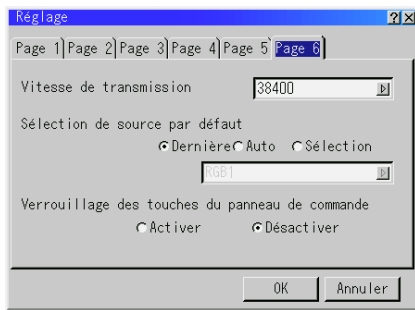 Réglage
Page 1 Page 2 Page 3 Page 4 Page 5 Page 6
Vitesse de transmission 38400
Sélection de source par défaut
Dernière Auto Sélection
RGB1
Verrouillage des touches du panneau de commande
Activer Désactiver
OK Annuler